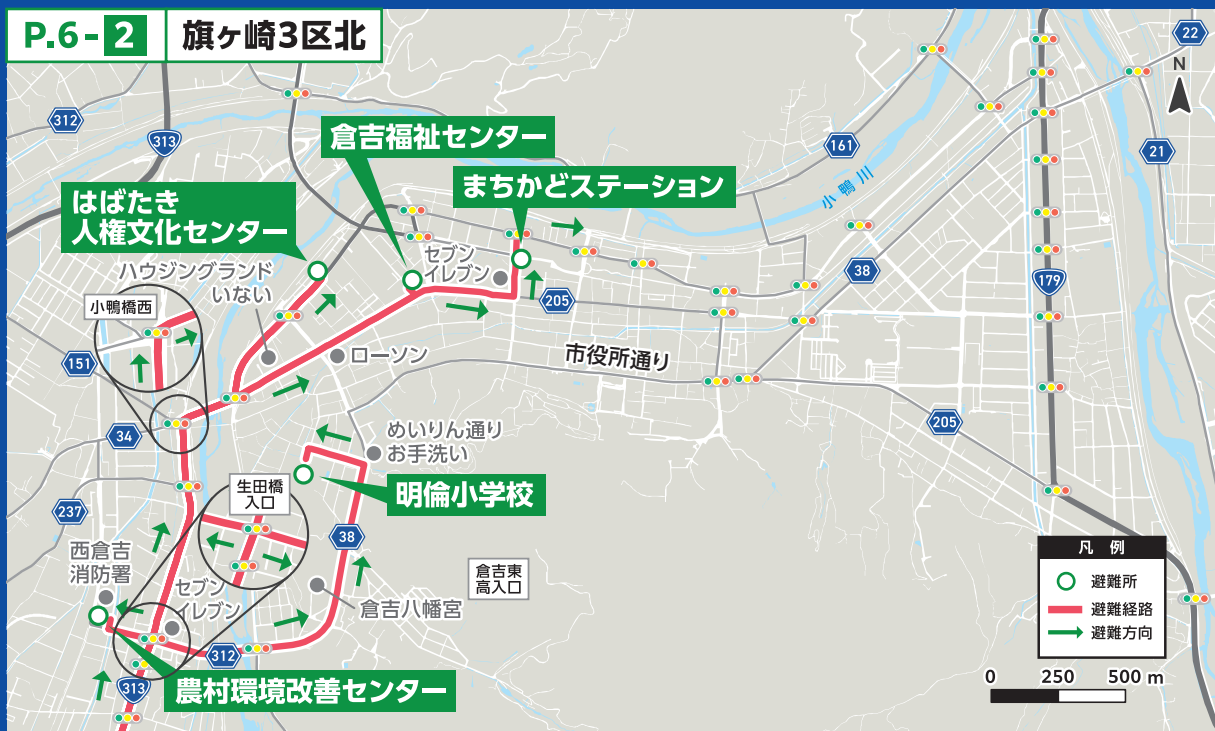 P.6-2 旗ヶ崎3区北
22
N
312
313
倉吉福祉センター
161
21
まちかどステーション
小鴨川
はばたき
人権文化センター
セブン
イレブン
ハウジングランド
いない
38
179
205
小鴨橋西
151
ローソン
市役所通り
34
205
めいりん通り
お手洗い
生田橋
入口
明倫小学校
237
38
西倉吉
消防署
セブン
イレブン
倉吉東
高入口
倉吉八幡宮
凡例
避難所
避難経路
避難方向
312
313
農村環境改善センター
0 250 500 m